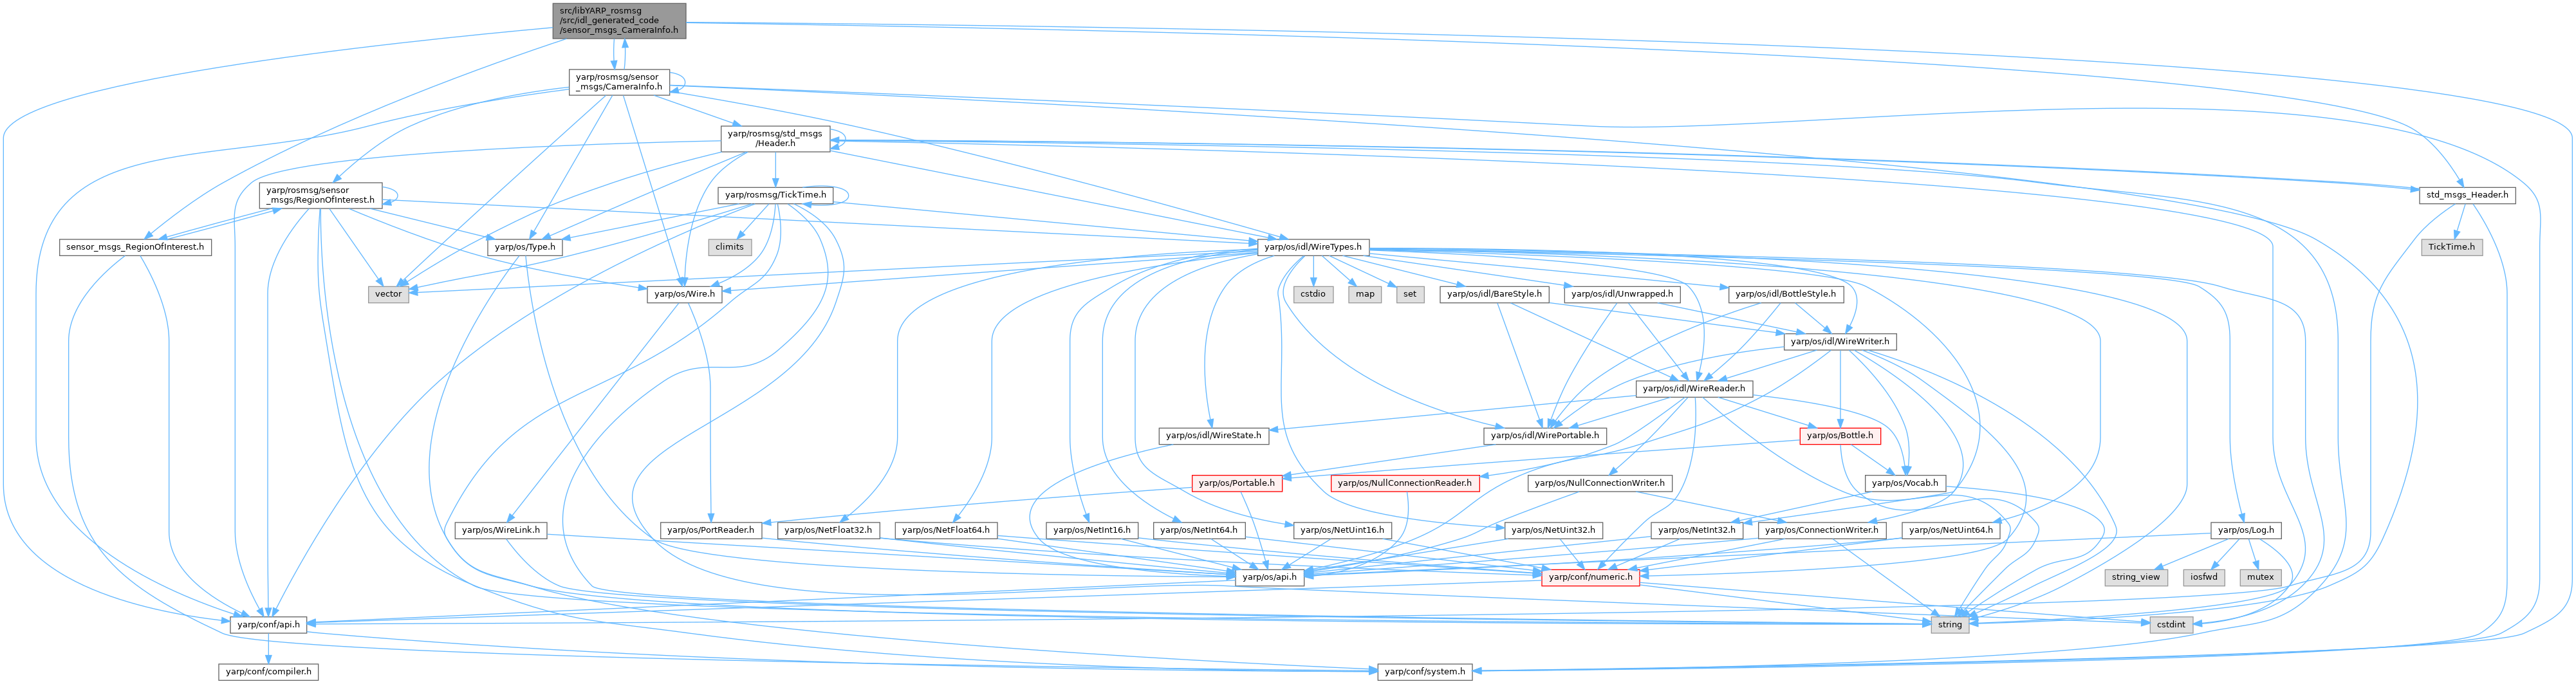 src/libYARP_rosmsg
/src/idl_generated_code
/sensor_msgs_CameraInfo.h
yarp/rosmsg/sensor
_msgs/CameraInfo.h
yarp/rosmsg/std_msgs
/Header.h
yarp/rosmsg/sensor
_msgs/RegionOfInterest.h
yarp/rosmsg/TickTime.h
std_msgs_Header.h
sensor_msgs_RegionOfInterest.h
yarp/os/Type.h
climits
yarp/os/idl/WireTypes.h
TickTime.h
vector
yarp/os/Wire.h
cstdio
map
set
yarp/os/idl/BareStyle.h
yarp/os/idl/Unwrapped.h
yarp/os/idl/BottleStyle.h
yarp/os/idl/WireWriter.h
yarp/os/idl/WireReader.h
yarp/os/idl/WireState.h
yarp/os/idl/WirePortable.h
yarp/os/Bottle.h
yarp/os/Portable.h
yarp/os/NullConnectionReader.h
yarp/os/NullConnectionWriter.h
yarp/os/Vocab.h
yarp/os/WireLink.h
yarp/os/PortReader.h
yarp/os/NetFloat32.h
yarp/os/NetFloat64.h
yarp/os/NetInt16.h
yarp/os/NetInt64.h
yarp/os/NetUint16.h
yarp/os/NetUint32.h
yarp/os/NetInt32.h
yarp/os/ConnectionWriter.h
yarp/os/NetUint64.h
yarp/os/Log.h
yarp/os/api.h
yarp/conf/numeric.h
string_view
iosfwd
mutex
yarp/conf/api.h
string
cstdint
yarp/conf/compiler.h
yarp/conf/system.h